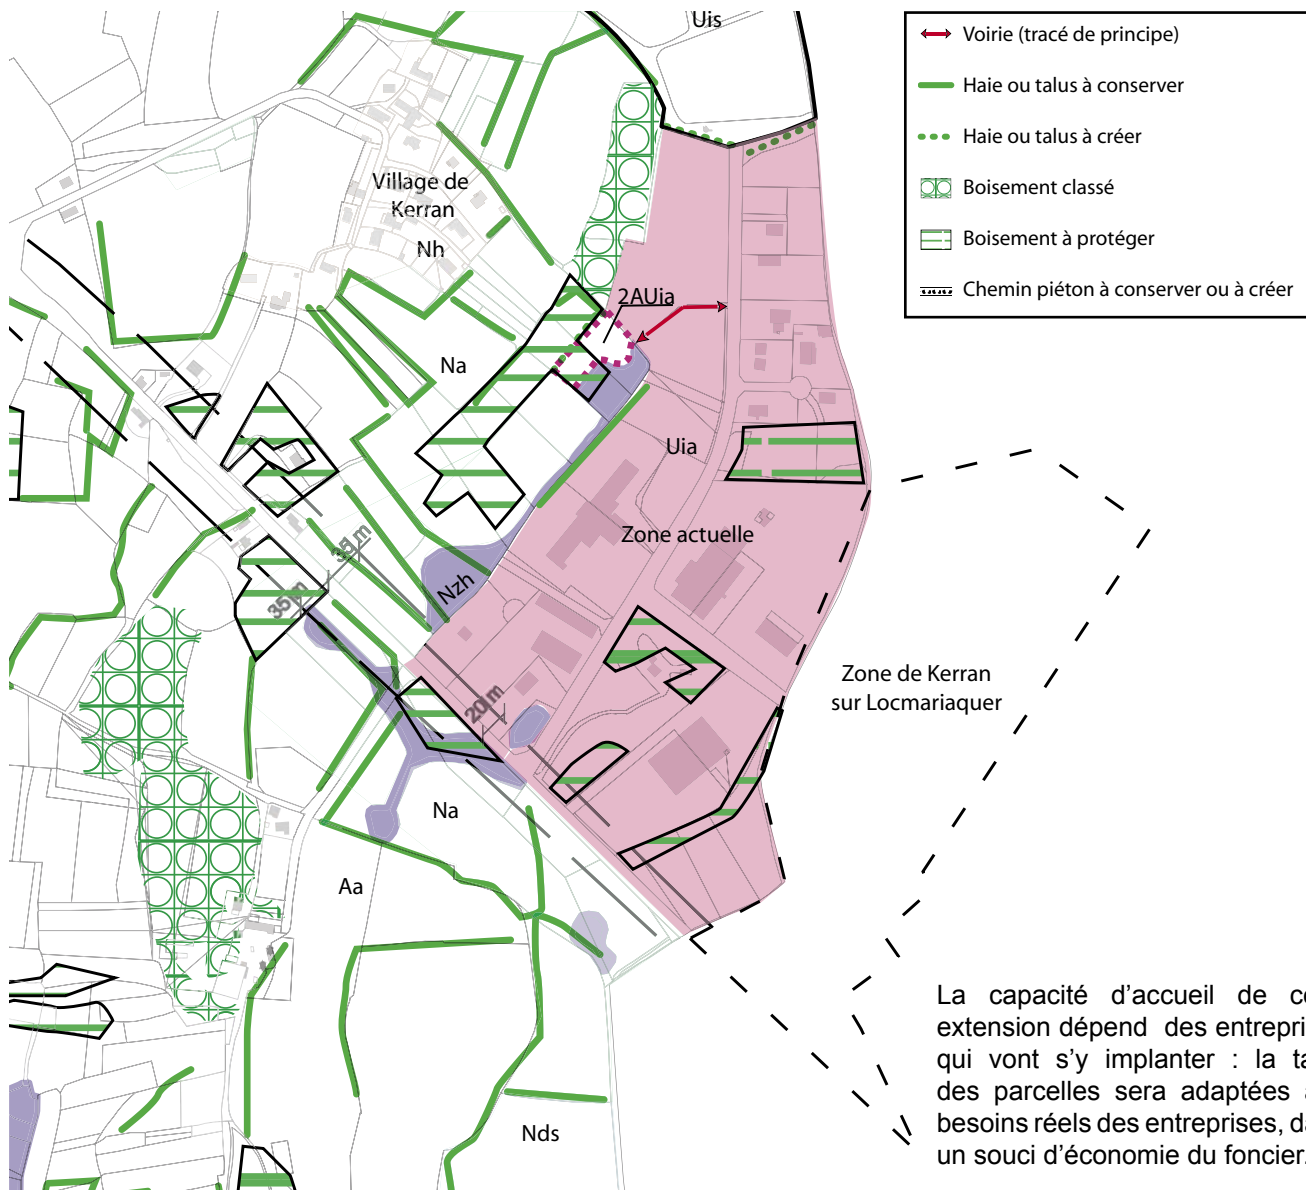 Uis
Voirie (tracé de principe)
Haie ou talus à conserver
Haie ou talus à créer
Boisement classé
Boisement à protéger
Chemin piéton à conserver ou à créer
Village de
Kerran
Nh
2AUia
Na
Uia
Zone actuelle
35 m
35 m
Nzh
Zone de Kerran
sur Locmariaquer
20 m
Na
Aa
Nds
La capacité d’accueil de
extension dépend des
qui vont s’y implanter : la
des parcelles sera adaptées
besoins réels des entreprises,
un souci d’économie du foncier.